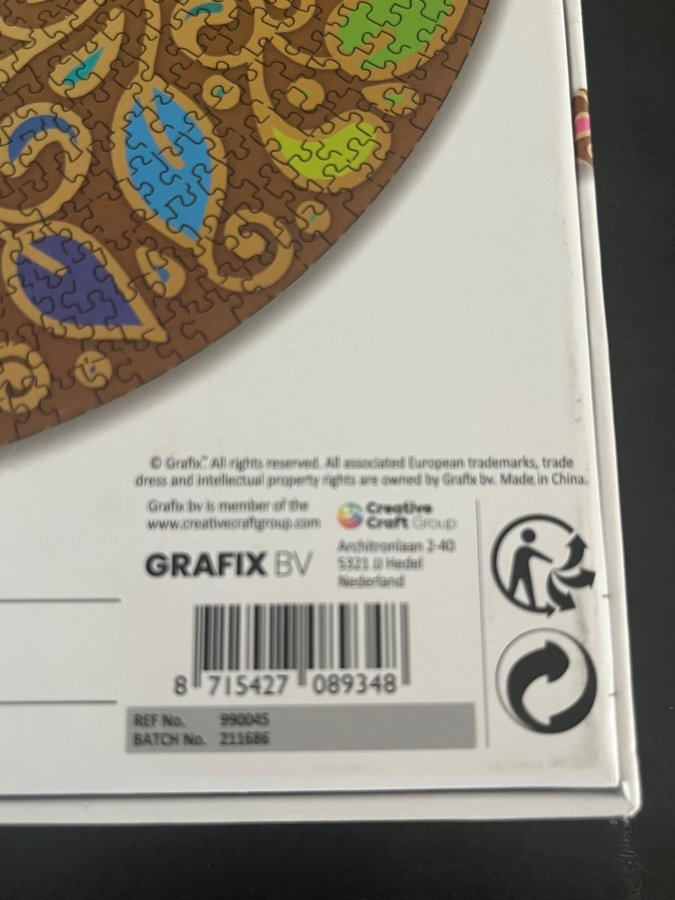 © Grafix™ All rights reserved. All associated European trademarks, trade
dress and intellectual property rights are owned by Grafix bv. Made in China.
Grafix bv is member of the
www.creativecraftgroup.com
Creative
Craft Group
GRAFIX BV
Architronlaan 2-40
5321 JJ Hedel
Nederland
8 715427 089348
REF No. 990045
BATCH No. 211686